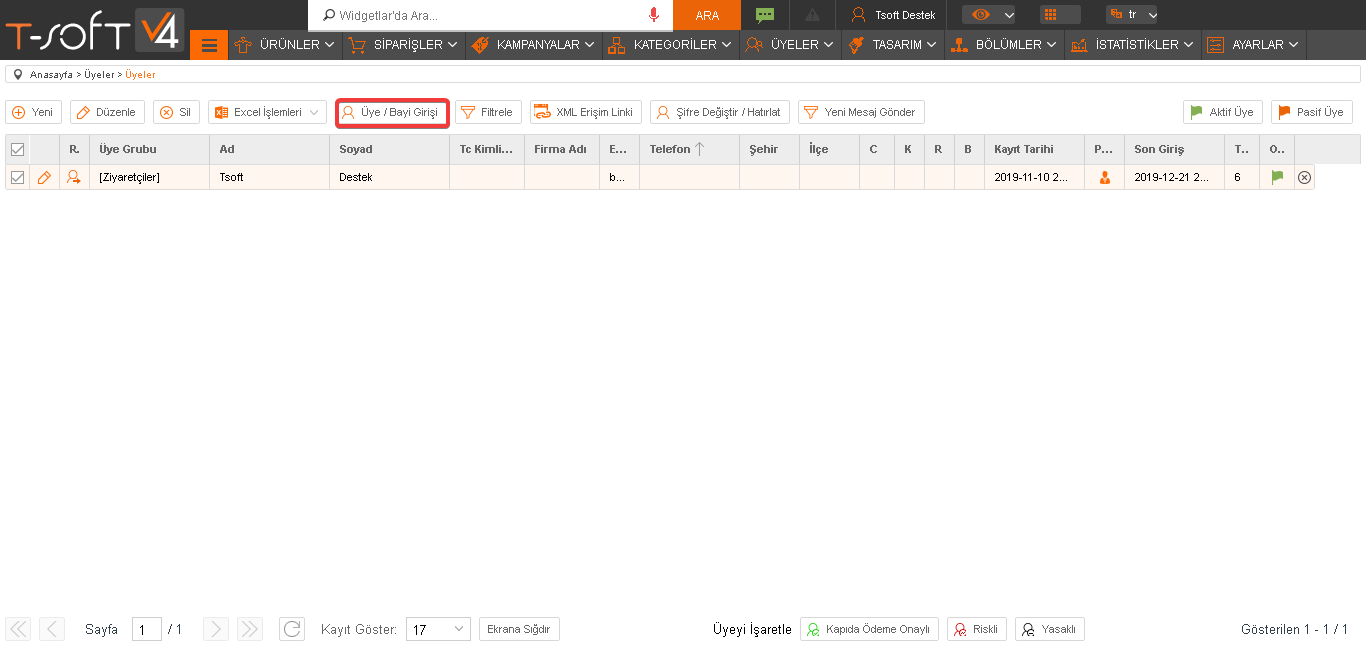 T-SOFT V4
Widgetlar'da Ara...
ARA
Tsoft Destek
tr
ÜRÜNLER
SİPARİŞLER
KAMPANYALAR
KATEGORİLER
ÜYELER
TASARIM
BÖLÜMLER
İSTATİSTİKLER
AYARLAR
Anasayfa > Üyeler > Üyeler
Yeni
Düzenle
Sil
Excel İşlemleri
Üye / Bayi Girişi
Filtrele
XML Erişim Linki
Şifre Değiştir / Hatırlat
Yeni Mesaj Gönder
Aktif Üye
Pasif Üye
R. Üye Grubu Ad Soyad Tc Kimli... Firma Adı E... Telefon Şehir İlçe C K R B Kayıt Tarihi P... Son Giriş T.. O..
[Ziyaretçiler] Tsoft Destek b... 2019-11-10 2... 2019-12-21 2... 6
Sayfa 1 / 1
Kayıt Göster: 17
Ekrana Sığdır
Üyeyi İşaretle
Kapıda Ödeme Onaylı
Riskli
Yasaklı
Gösterilen 1 - 1 / 1